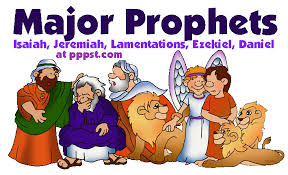 Major Prophets
Isaiah, Jeremiah, Lamentations, Ezekiel, Daniel
at pppst.com